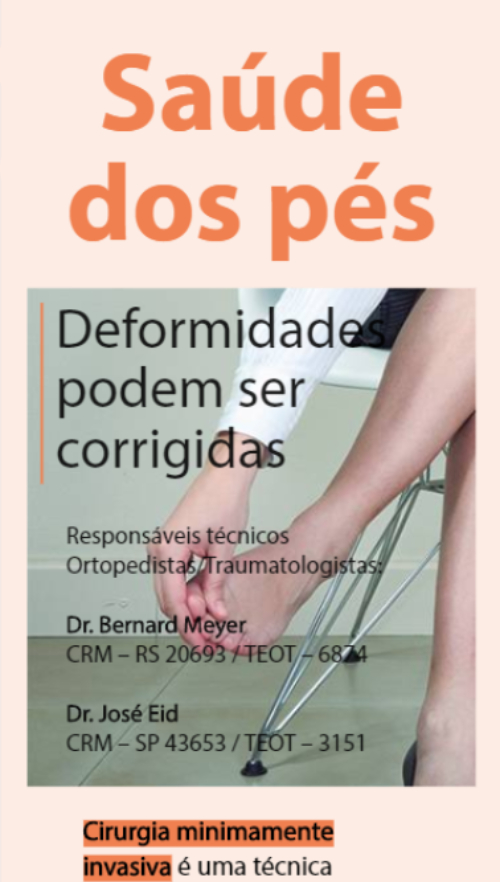 Saúde
dos pés
Deformidades
podem ser
corrigidas
Responsáveis técnicos
Ortopedistas/Traumatologistas:
Dr. Bernard Meyer
CRM – RS 20693 / TEOT – 6874
Dr. José Eid
CRM – SP 43653 / TEOT – 3151
Cirurgia minimamente
invasiva é uma técnica